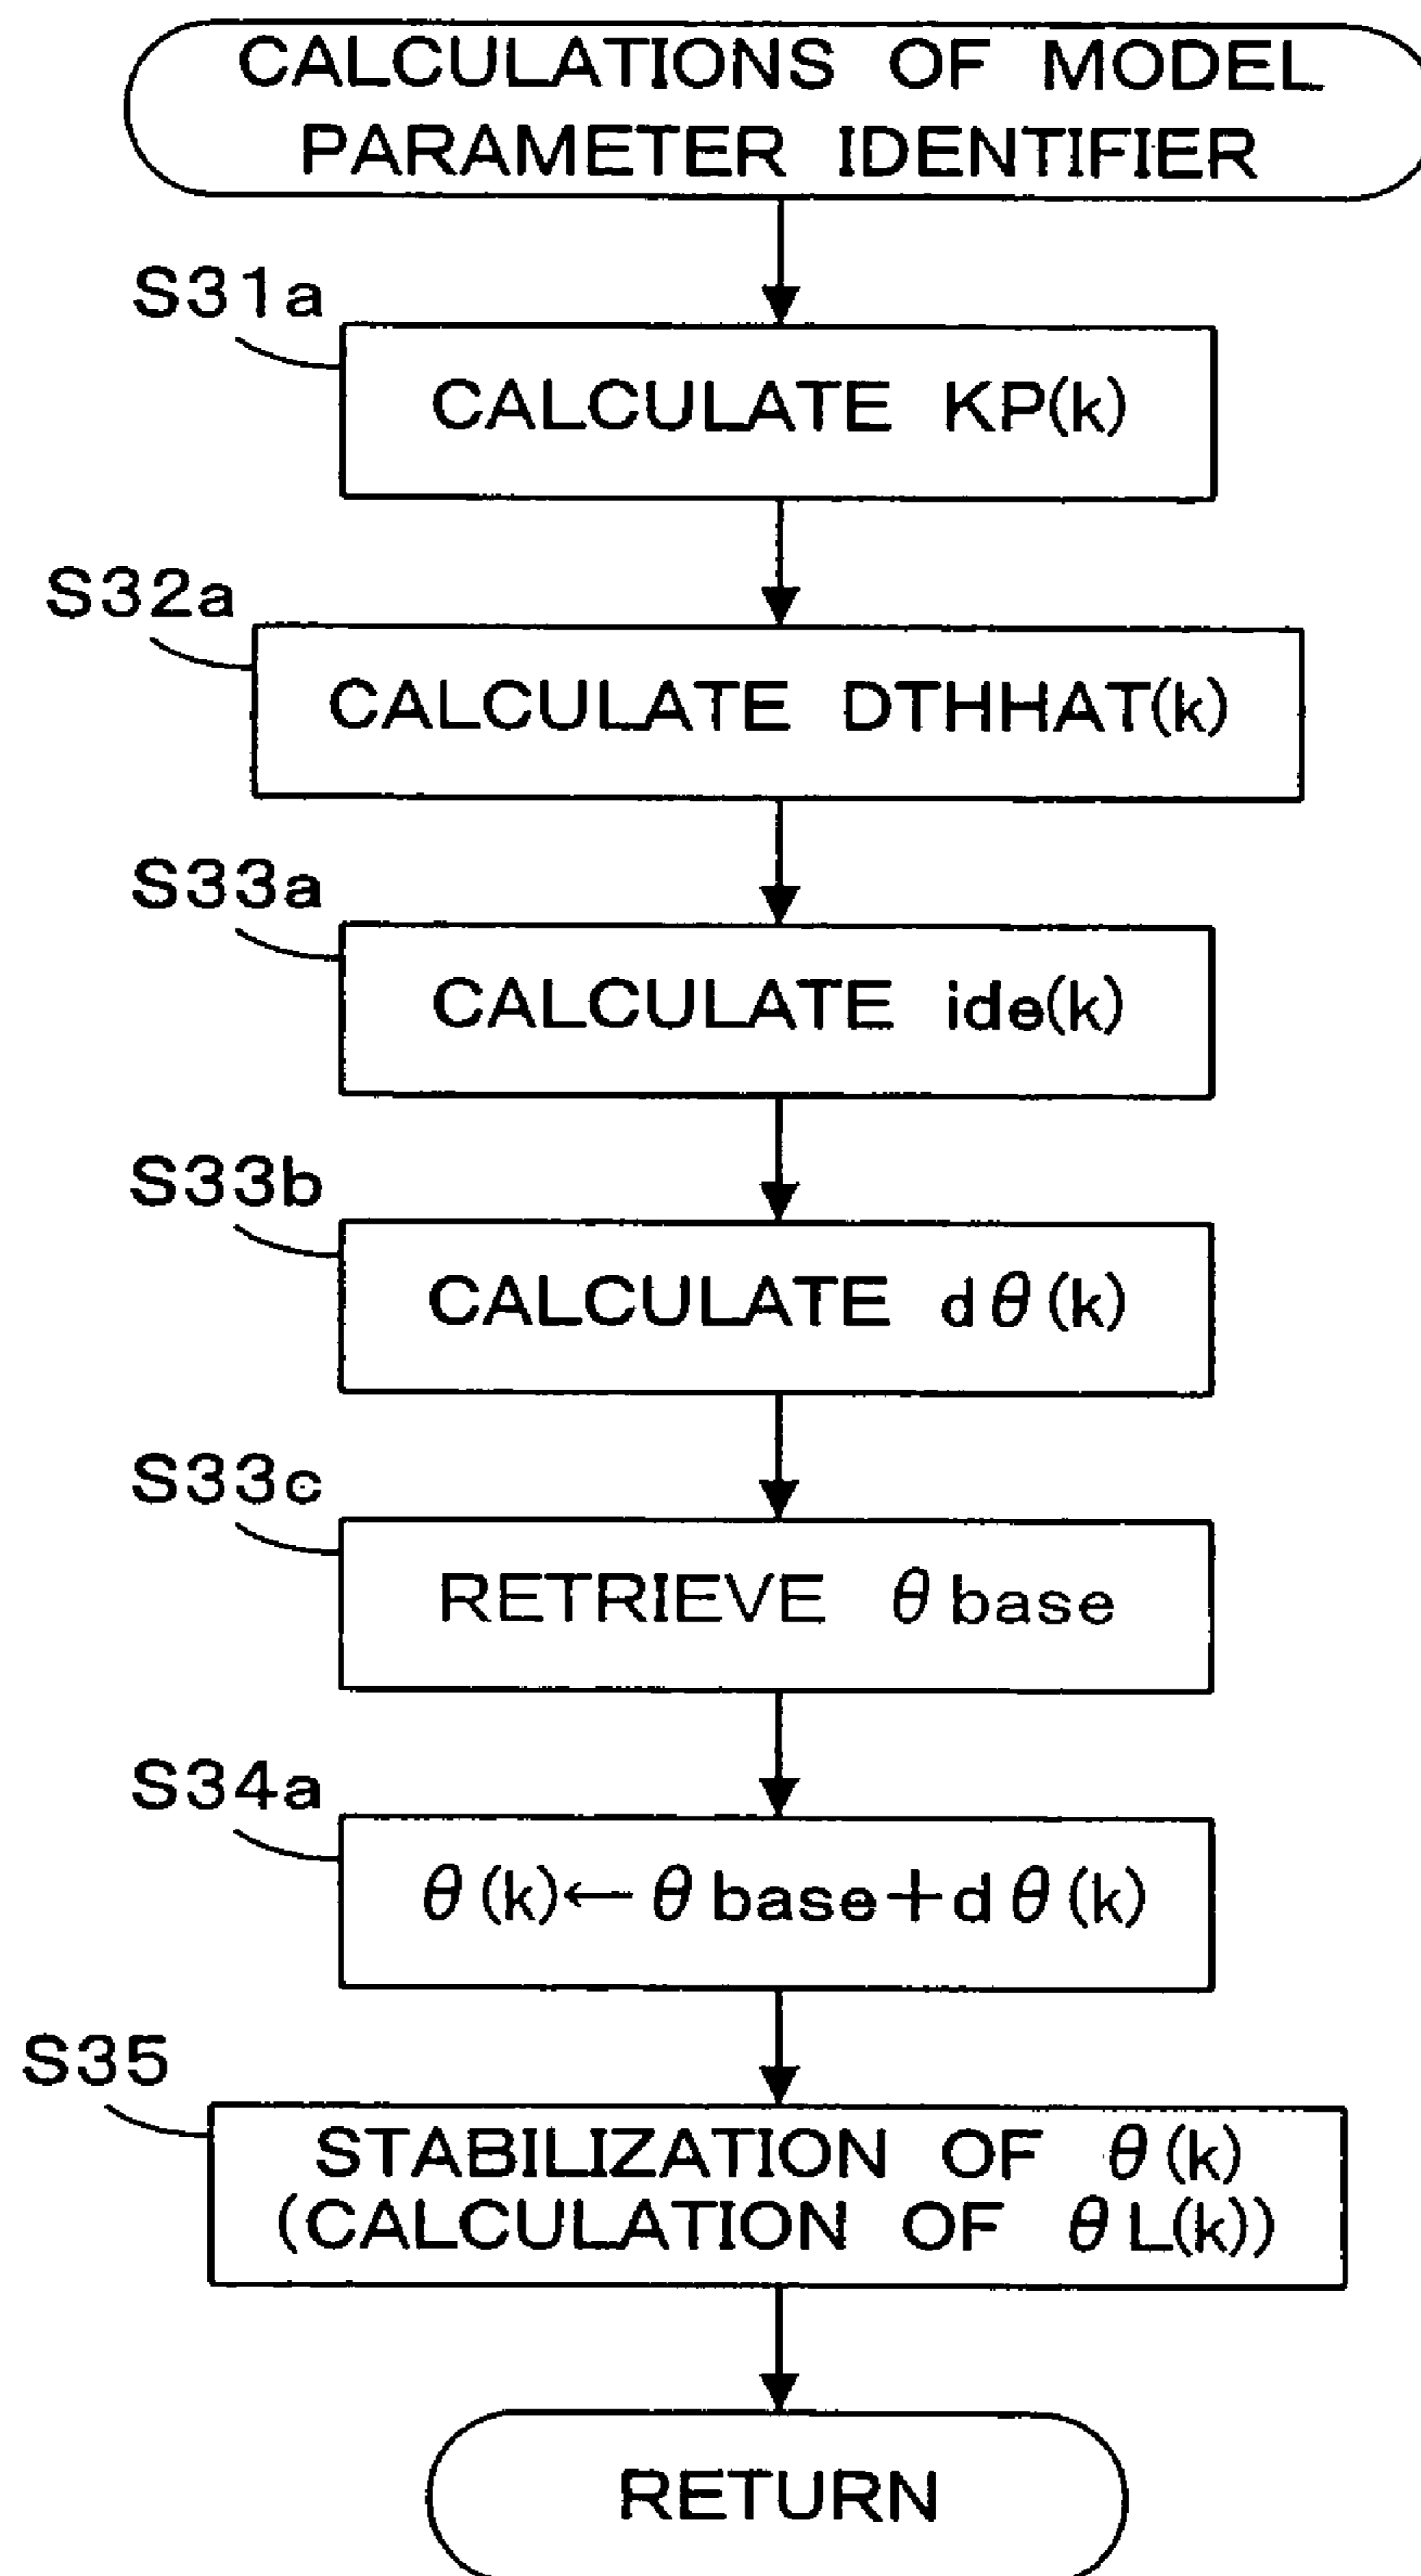 CALCULATIONS OF MODEL
PARAMETER IDENTIFIER
S31a
CALCULATE KP(k)
S32a
CALCULATE DTHHAT(k)
S33a
CALCULATE ide(k)
S33b
CALCULATE dθ(k)
S33c
RETRIEVE θbase
S34a
θ(k)←θbase+dθ(k)
S35
STABILIZATION OF θ(k)
(CALCULATION OF θL(k))
RETURN